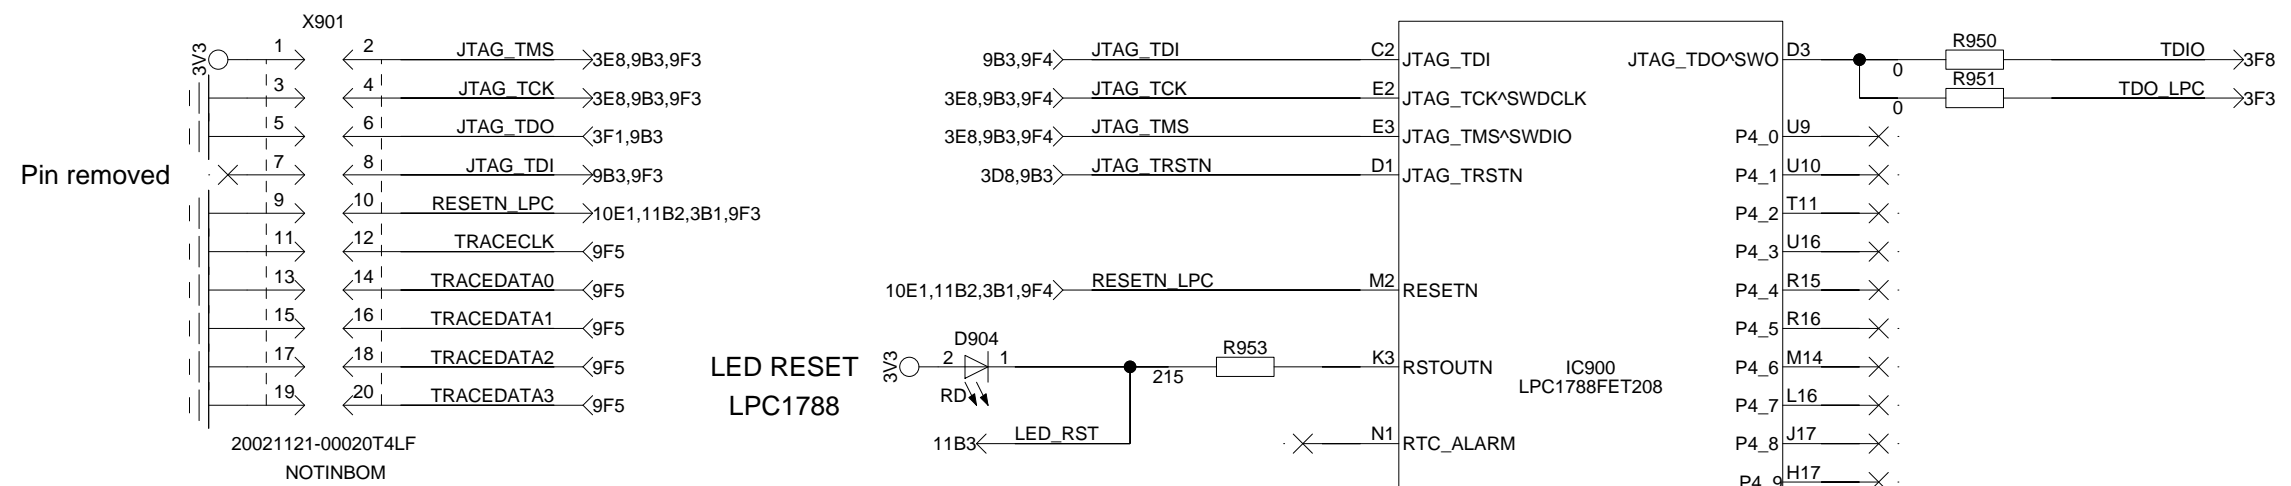 X901
3V3
1 2 JTAG_TMS 3E8,9B3,9F3
3 4 JTAG_TCK 3E8,9B3,9F3
5 6 JTAG_TDO 3F1,9B3
Pin removed 7 8 JTAG_TDI 9B3,9F3
9 10 RESETN_LPC 10E1,11B2,3B1,9F3
11 12 TRACECLK 9F5
13 14 TRACEDATA0 9F5
15 16 TRACEDATA1 9F5
17 18 TRACEDATA2 9F5
19 20 TRACEDATA3 9F5
20021121-00020T4LF
NOTINBOM
9B3,9F4 JTAG_TDI C2 JTAG_TDI
3E8,9B3,9F4 JTAG_TCK E2 JTAG_TCK^SWDCLK
3E8,9B3,9F4 JTAG_TMS E3 JTAG_TMS^SWDIO
3D8,9B3 JTAG_TRSTN D1 JTAG_TRSTN
10E1,11B2,3B1,9F4 RESETN_LPC M2 RESETN
LED RESET
LPC1788
3V3 2 D904 1 RD
215 R953 K3 RSTOUTN
11B3 LED_RST
N1 RTC_ALARM
IC900
LPC1788FET208
JTAG_TDO^SWO D3 0 R950 TDIO 3F8
0 R951 TDO_LPC 3F3
P4_0 U9
P4_1 U10
P4_2 T11
P4_3 U16
P4_4 R15
P4_5 R16
P4_6 M14
P4_7 L16
P4_8 J17
P4_9 H17